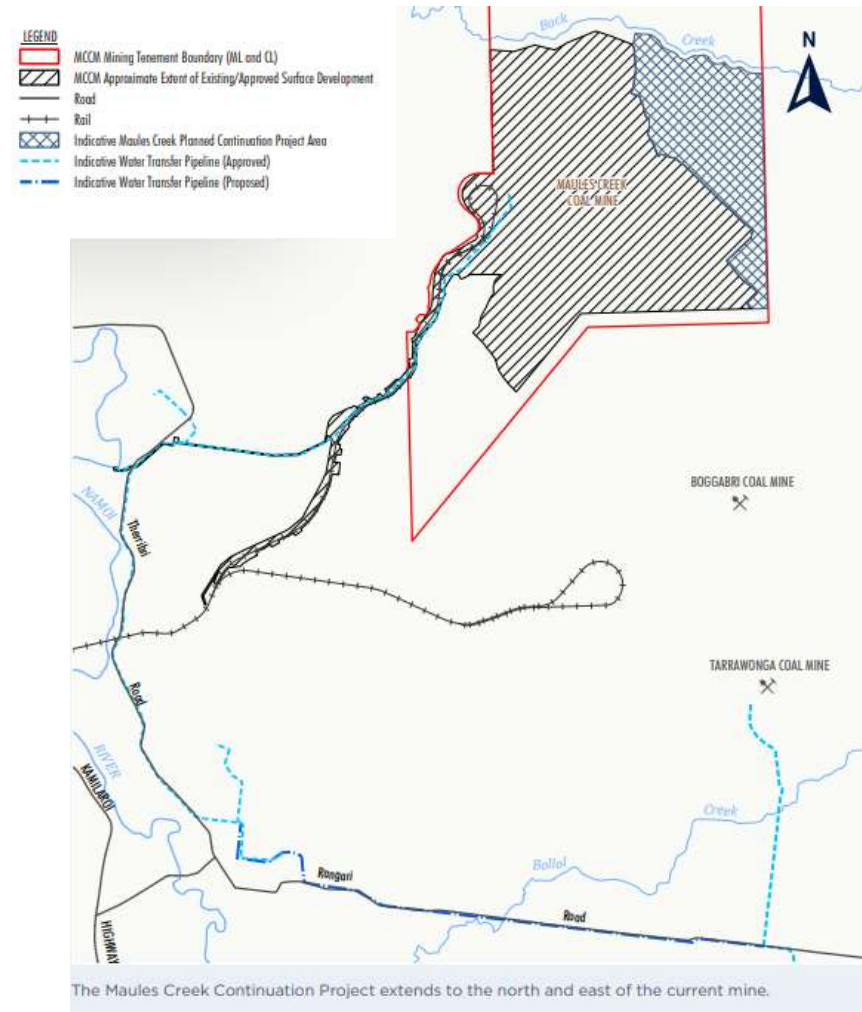 LEGEND
MCCM Mining Tenement Boundary (ML and CL)
MCCM Approximate Extent of Existing/Approved Surface Development
Road
Rail
Indicative Maules Creek Planned Continuation Project Area
Indicative Water Transfer Pipeline (Approved)
Indicative Water Transfer Pipeline (Proposed)
Back
Creek
N
MAULES CREEK
COAL MINE
BOGGABRI COAL MINE
NAMOI
Therribri
TARRAWONGA COAL MINE
Road
RIVER
KAMILAROI
Creek
Bollol
Rangari
Road
HIGHWAY
The Maules Creek Continuation Project extends to the north and east of the current mine.